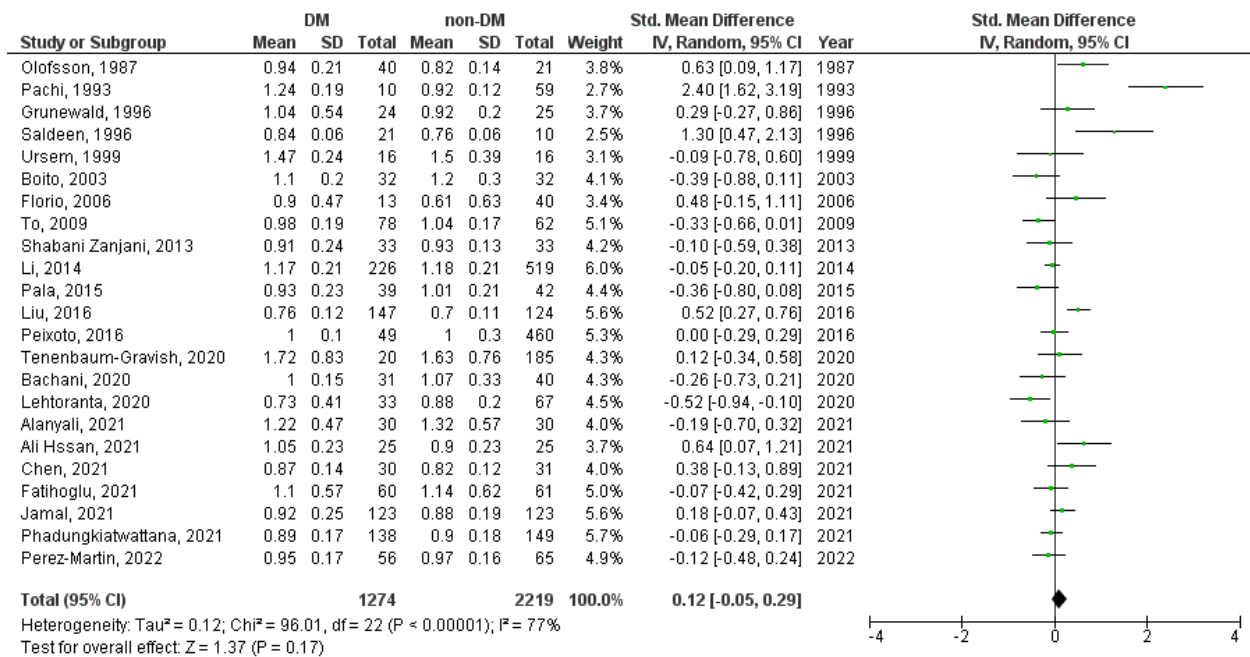 DM non-DM Std. Mean Difference Std. Mean Difference
Study or Subgroup Mean SD Total Mean SD Total Weight IV, Random, 95% CI Year IV, Random, 95% CI
Olofsson, 1987 0.94 0.21 40 0.82 0.14 21 3.8% 0.63 [0.09, 1.17] 1987
Pachi, 1993 1.24 0.19 10 0.92 0.12 59 2.7% 2.40 [1.62, 3.19] 1993
Grunewald, 1996 1.04 0.54 24 0.92 0.2 25 3.7% 0.29 [-0.27, 0.86] 1996
Saldeen, 1996 0.84 0.06 21 0.76 0.06 10 2.5% 1.30 [0.47, 2.13] 1996
Ursem, 1999 1.47 0.24 16 1.5 0.39 16 3.1% -0.09 [-0.78, 0.60] 1999
Boito, 2003 1.1 0.2 32 1.2 0.3 32 4.1% -0.39 [-0.88, 0.11] 2003
Florio, 2006 0.9 0.47 13 0.61 0.63 40 3.4% 0.48 [-0.15, 1.11] 2006
To, 2009 0.98 0.19 78 1.04 0.17 62 5.1% -0.33 [-0.66, 0.01] 2009
Shabani Zanjani, 2013 0.91 0.24 33 0.93 0.13 33 4.2% -0.10 [-0.59, 0.38] 2013
Li, 2014 1.17 0.21 226 1.18 0.21 519 6.0% -0.05 [-0.20, 0.11] 2014
Pala, 2015 0.93 0.23 39 1.01 0.21 42 4.4% -0.36 [-0.80, 0.08] 2015
Liu, 2016 0.76 0.12 147 0.7 0.11 124 5.6% 0.52 [0.27, 0.76] 2016
Peixoto, 2016 1 0.1 49 1 0.3 460 5.3% 0.00 [-0.29, 0.29] 2016
Tenenbaum-Gravish, 2020 1.72 0.83 20 1.63 0.76 185 4.3% 0.12 [-0.34, 0.58] 2020
Bachani, 2020 1 0.15 31 1.07 0.33 40 4.3% -0.26 [-0.73, 0.21] 2020
Lehtoranta, 2020 0.73 0.41 33 0.88 0.2 67 4.5% -0.52 [-0.94, -0.10] 2020
Alanyali, 2021 1.22 0.47 30 1.32 0.57 30 4.0% -0.19 [-0.70, 0.32] 2021
Ali Hssan, 2021 1.05 0.23 25 0.9 0.23 25 3.7% 0.64 [0.07, 1.21] 2021
Chen, 2021 0.87 0.14 30 0.82 0.12 31 4.0% 0.38 [-0.13, 0.89] 2021
Fatihoglu, 2021 1.1 0.57 60 1.14 0.62 61 5.0% -0.07 [-0.42, 0.29] 2021
Jamal, 2021 0.92 0.25 123 0.88 0.19 123 5.6% 0.18 [-0.07, 0.43] 2021
Phadungkiatwattana, 2021 0.89 0.17 138 0.9 0.18 149 5.7% -0.06 [-0.29, 0.17] 2021
Perez-Martin, 2022 0.95 0.17 56 0.97 0.16 65 4.9% -0.12 [-0.48, 0.24] 2022
Total (95% CI) 1274 2219 100.0% 0.12 [-0.05, 0.29]
Heterogeneity: Tau² = 0.12; Chi² = 96.01, df = 22 (P < 0.00001); I² = 77%
Test for overall effect: Z = 1.37 (P = 0.17)
-4 -2 0 2 4